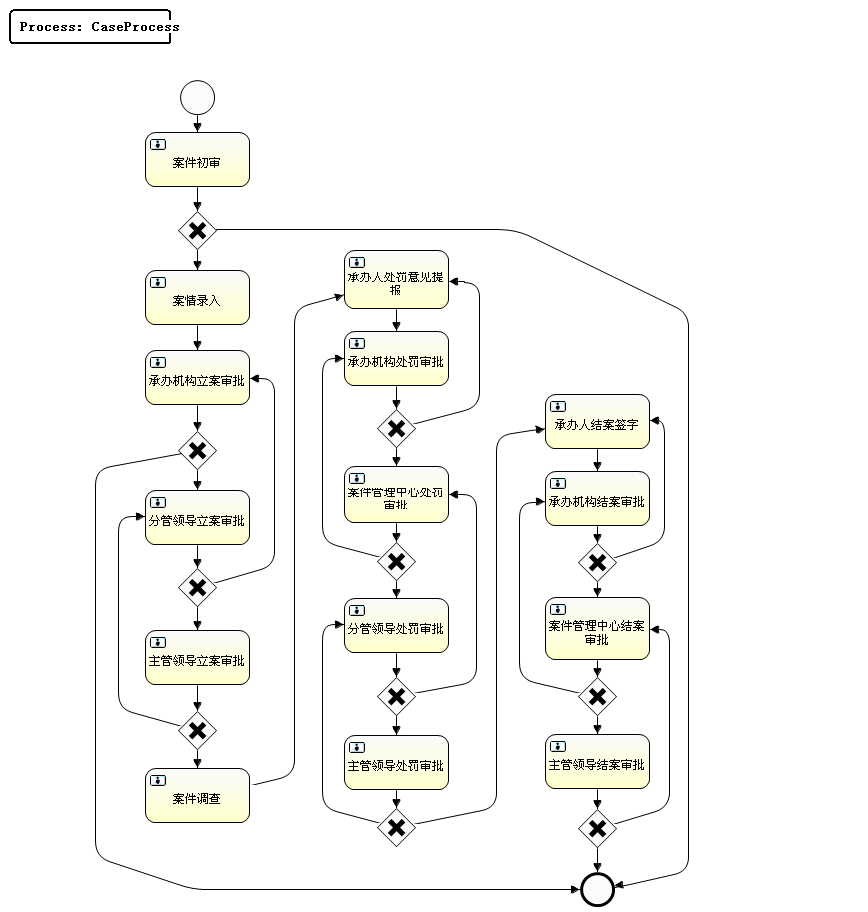 Process: CaseProcess
案件初审
案情录入
承办机构立案审批
分管领导立案审批
主管领导立案审批
案件调查
承办人处罚意见提
报
承办机构处罚审批
案件管理中心处罚
审批
分管领导处罚审批
主管领导处罚审批
承办人结案签字
承办机构结案审批
案件管理中心结案
审批
主管领导结案审批